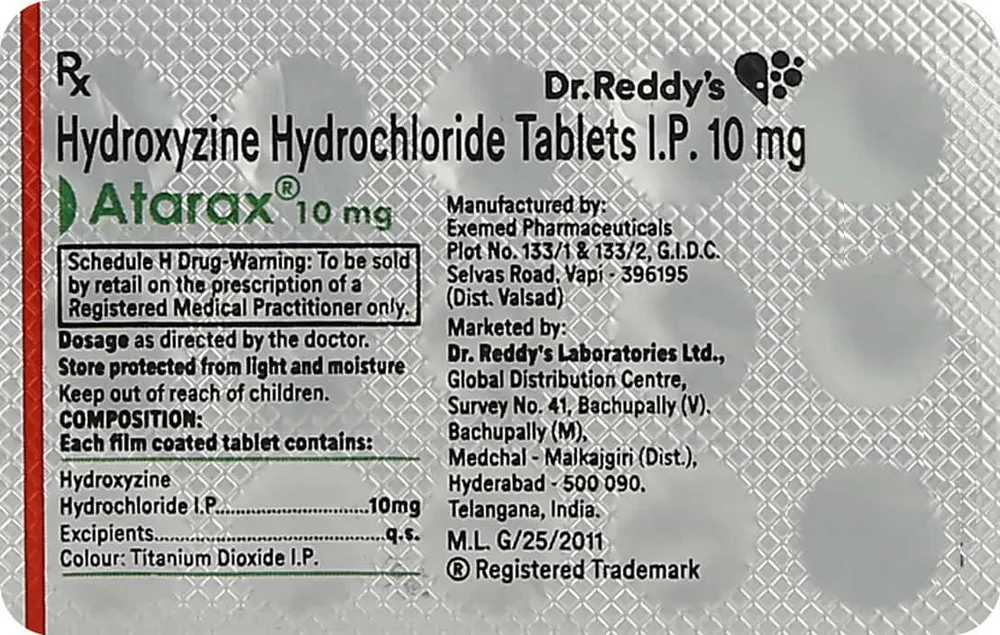 Rx
Dr.Reddy's
Hydroxyzine Hydrochloride Tablets I.P. 10 mg
Atarax® 10 mg
Schedule H Drug-Warning: To be sold
by retail on the prescription of a
Registered Medical Practitioner only.
Dosage as directed by the doctor.
Store protected from light and moisture
Keep out of reach of children.
COMPOSITION:
Each film coated tablet contains:
Hydroxyzine
Hydrochloride I.P..............................10mg
Excipients..........................................q.s.
Colour: Titanium Dioxide I.P.
Manufactured by:
Exemed Pharmaceuticals
Plot No. 133/1 & 133/2, G.I.D.C.
Selvas Road, Vapi - 396195
(Dist. Valsad)
Marketed by:
Dr. Reddy's Laboratories Ltd.,
Global Distribution Centre,
Survey No. 41, Bachupally (V).
Bachupally (M),
Medchal - Malkajgiri (Dist.),
Hyderabad - 500 090.
Telangana, India.
M.L. G/25/2011
® Registered Trademark